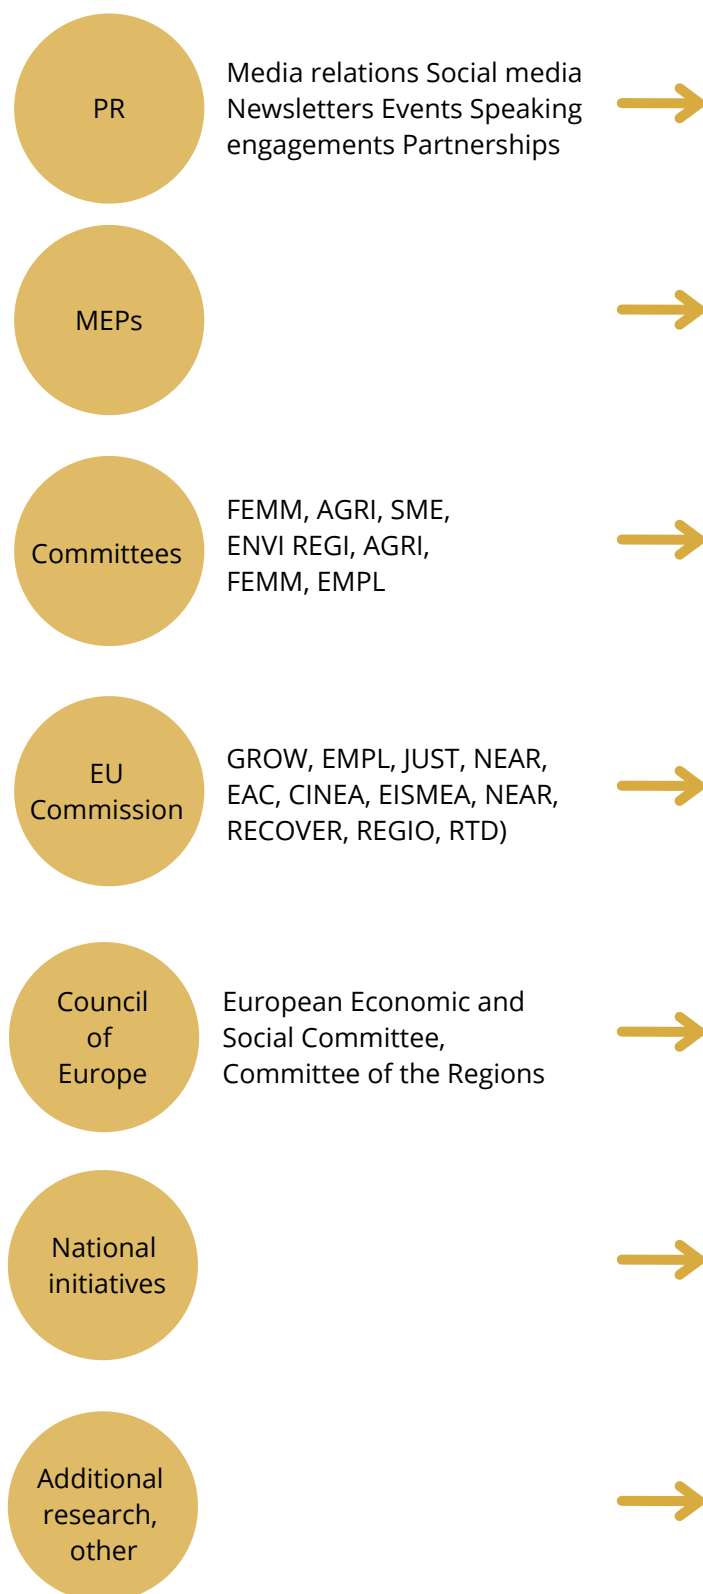 PR
Media relations Social media
Newsletters Events Speaking
engagements Partnerships
MEPs
Committees
FEMM, AGRI, SME,
ENVI REGI, AGRI,
FEMM, EMPL
EU
Commission
GROW, EMPL, JUST, NEAR,
EAC, CINEA, EISMEA, NEAR,
RECOVER, REGIO, RTD)
Council
of
Europe
European Economic and
Social Committee,
Committee of the Regions
National
initiatives
Additional
research,
other